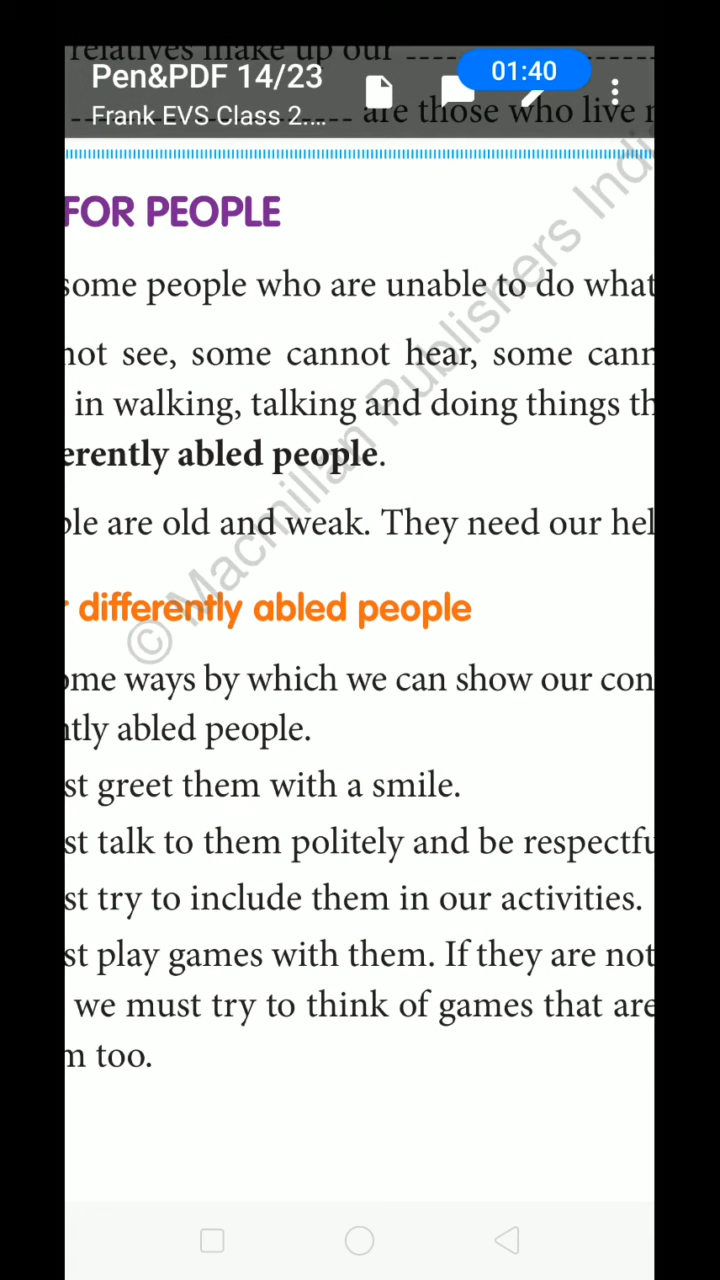 relatives make up our
Pen&PDF 14/23
01:40
Frank EVS Class 2....
are those who live
FOR PEOPLE
some people who are unable to do what
not see, some cannot hear, some cann
in walking, talking and doing things th
erently abled people.
ple are old and weak. They need our hel
differently abled people
ome ways by which we can show our con
ntly abled people.
st greet them with a smile.
st talk to them politely and be respectfu
st try to include them in our activities.
st play games with them. If they are not
we must try to think of games that are
m too.
© Macmillan Publishers Indi